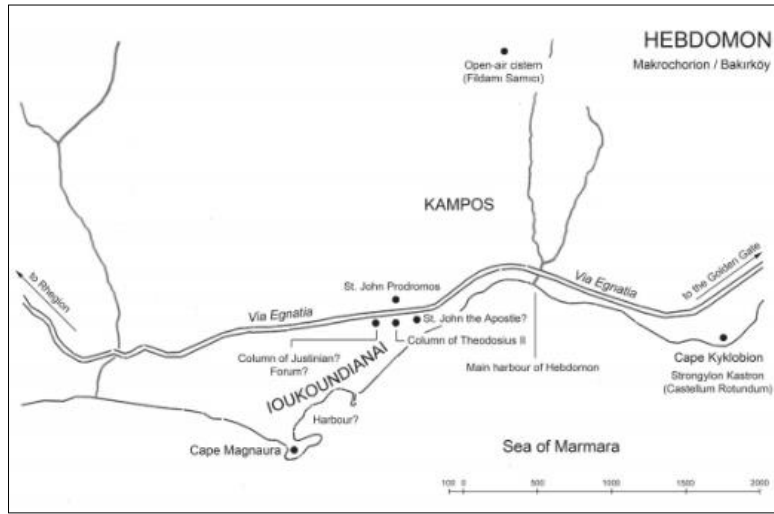 HEBDOMON
Makrochorion / Bakırköy
Open-air cistern
(Fildamı Sarnıcı)
KAMPOS
to Rhegion
Via Egnatia
St. John Prodromos
Via Egnatia
to the Golden Gate
St. John the Apostle?
Column of Justinian?
Forum?
Column of Theodosius II
IOUKOUNDIANAI
Main harbour of Hebdomon
Cape Kyklobion
Strongylon Kastron
(Castellum Rotundum)
Harbour?
Cape Magnaura
Sea of Marmara
100 0 500 1000 1500 2000